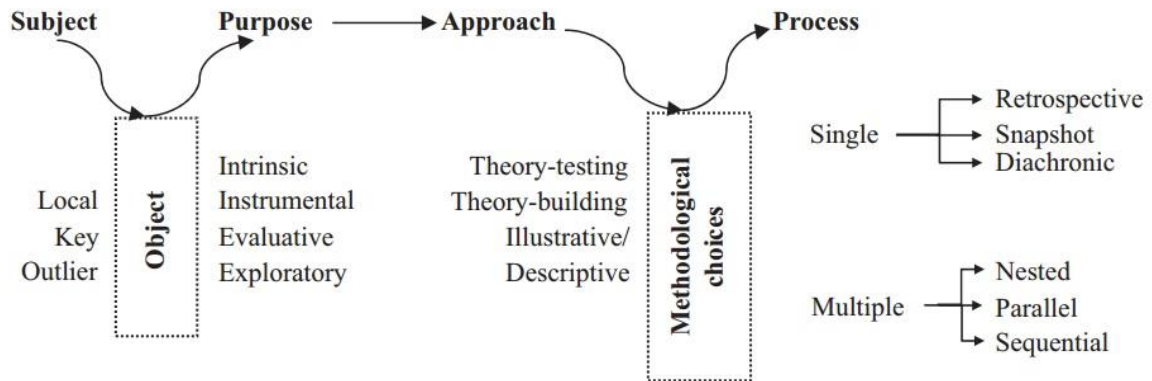 Subject
Purpose
Approach
Process
Local
Key
Outlier
Object
Intrinsic
Instrumental
Evaluative
Exploratory
Theory-testing
Theory-building
Illustrative/
Descriptive
Methodological
choices
Single
Retrospective
Snapshot
Diachronic
Multiple
Nested
Parallel
Sequential